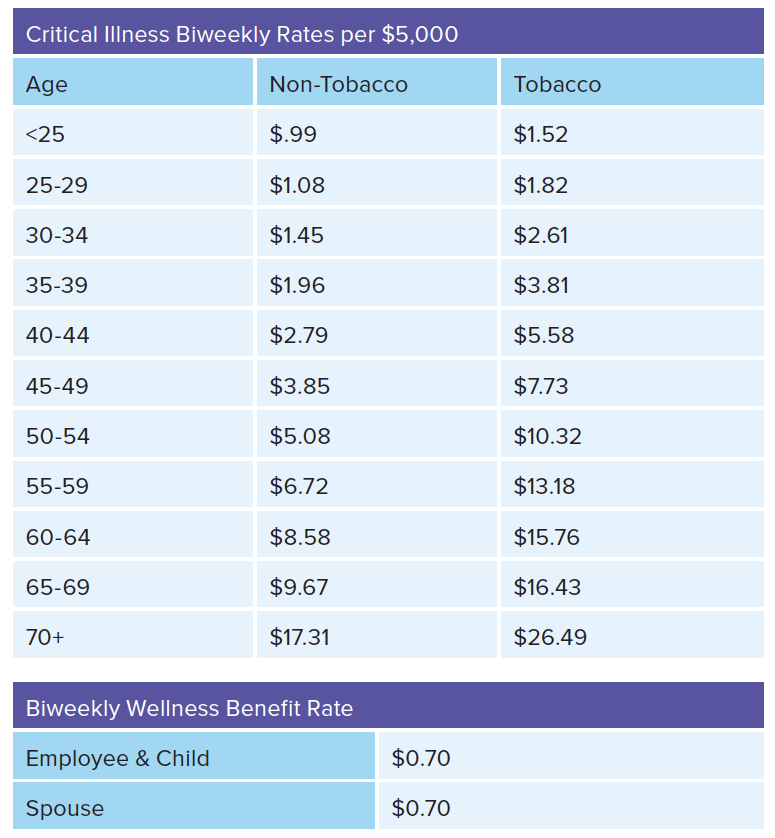 Critical Illness Biweekly Rates per $5,000
Age Non-Tobacco Tobacco
<25 $.99 $1.52
25-29 $1.08 $1.82
30-34 $1.45 $2.61
35-39 $1.96 $3.81
40-44 $2.79 $5.58
45-49 $3.85 $7.73
50-54 $5.08 $10.32
55-59 $6.72 $13.18
60-64 $8.58 $15.76
65-69 $9.67 $16.43
70+ $17.31 $26.49
Biweekly Wellness Benefit Rate
Employee & Child $0.70
Spouse $0.70